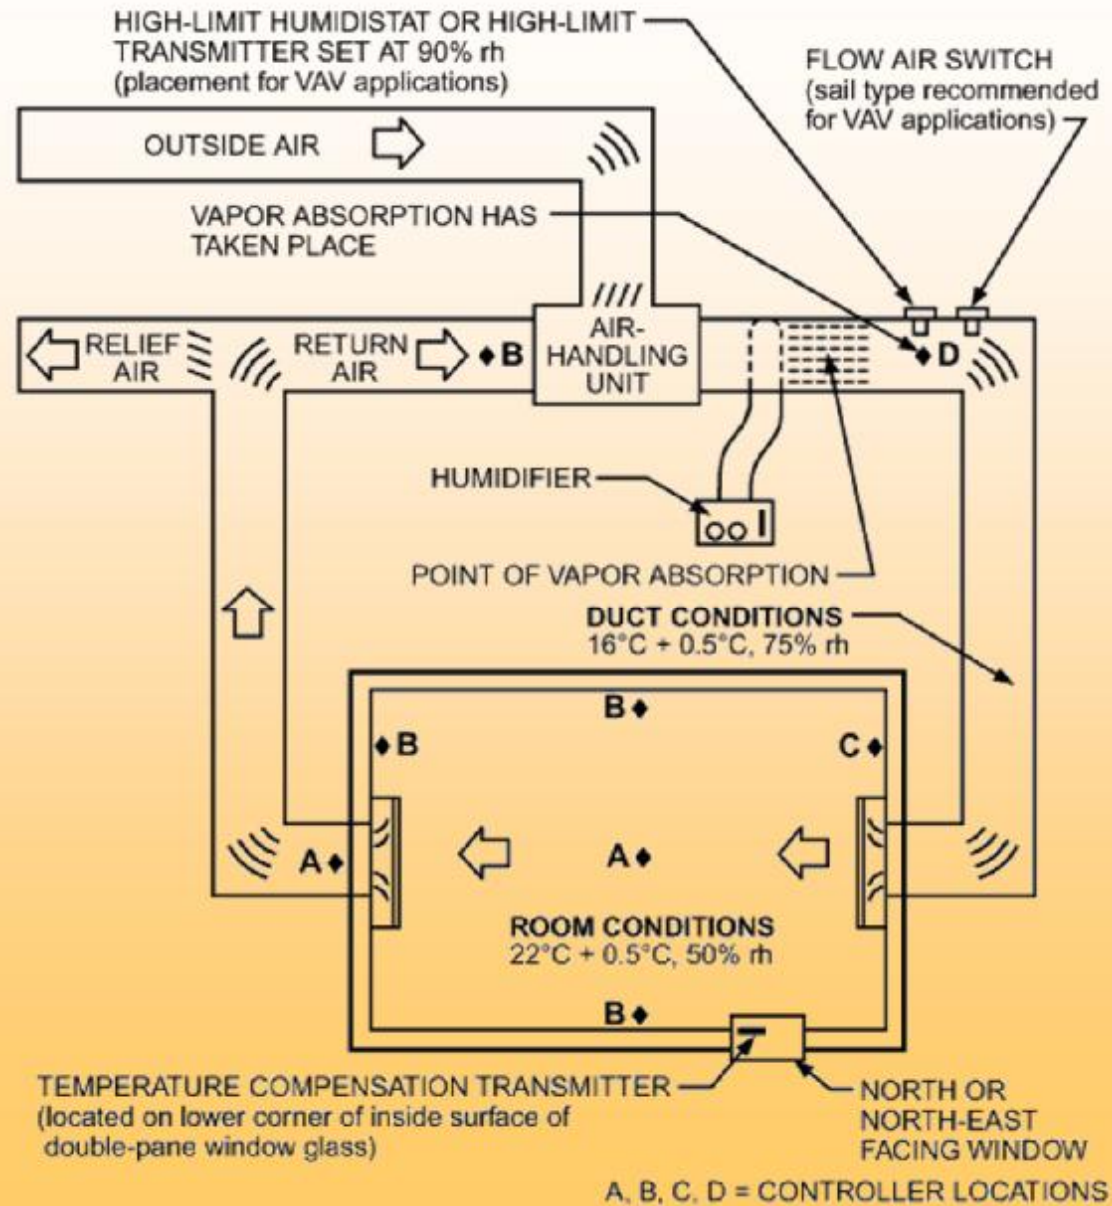 HIGH-LIMIT HUMIDISTAT OR HIGH-LIMIT
TRANSMITTER SET AT 90% rh
(placement for VAV applications)
FLOW AIR SWITCH
(sail type recommended
for VAV applications)
OUTSIDE AIR
VAPOR ABSORPTION HAS
TAKEN PLACE
RELIEF
AIR
RETURN
AIR
B
AIR-
HANDLING
UNIT
D
HUMIDIFIER
POINT OF VAPOR ABSORPTION
DUCT CONDITIONS
16°C + 0.5°C, 75% rh
B
B
C
A
A
ROOM CONDITIONS
22°C + 0.5°C, 50% rh
B
TEMPERATURE COMPENSATION TRANSMITTER
(located on lower corner of inside surface of
double-pane window glass)
NORTH OR
NORTH-EAST
FACING WINDOW
A, B, C, D = CONTROLLER LOCATIONS